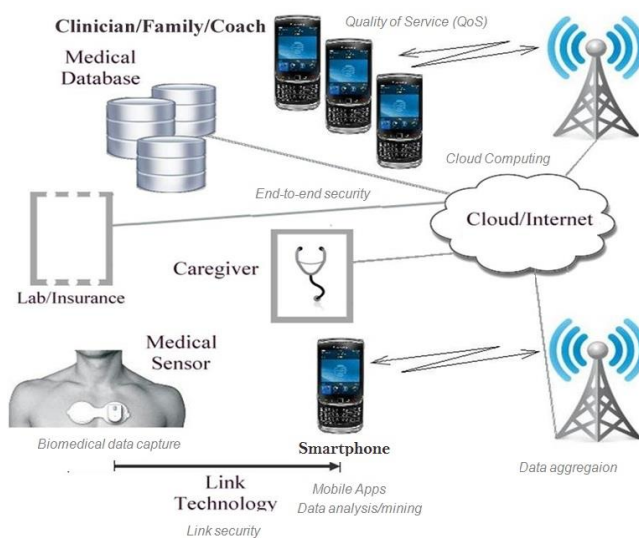 Clinician/Family/Coach
Quality of Service (QoS)
Medical
Database
Cloud Computing
End-to-end security
Cloud/Internet
Caregiver
Lab/Insurance
Medical
Sensor
Biomedical data capture
Smartphone
Data aggregaion
Link
Technology
Mobile Apps
Data analysis/mining
Link security